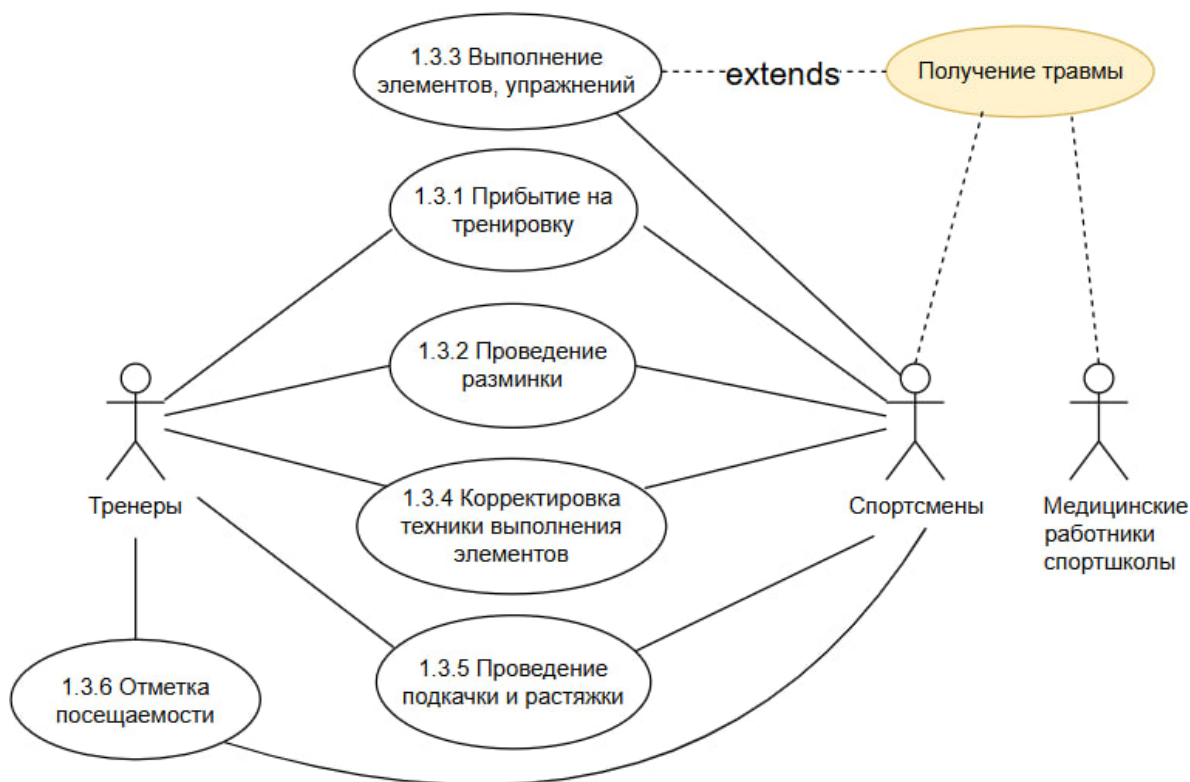 1.3.3 Выполнение
элементов, упражнений
extends
Получение травмы
1.3.1 Прибытие на
тренировку
1.3.2 Проведение
разминки
Тренеры
1.3.4 Корректировка
техники выполнения
элементов
Спортсмены
Медицинские
работники
спортшколы
1.3.6 Отметка
посещаемости
1.3.5 Проведение
подкачки и растяжки